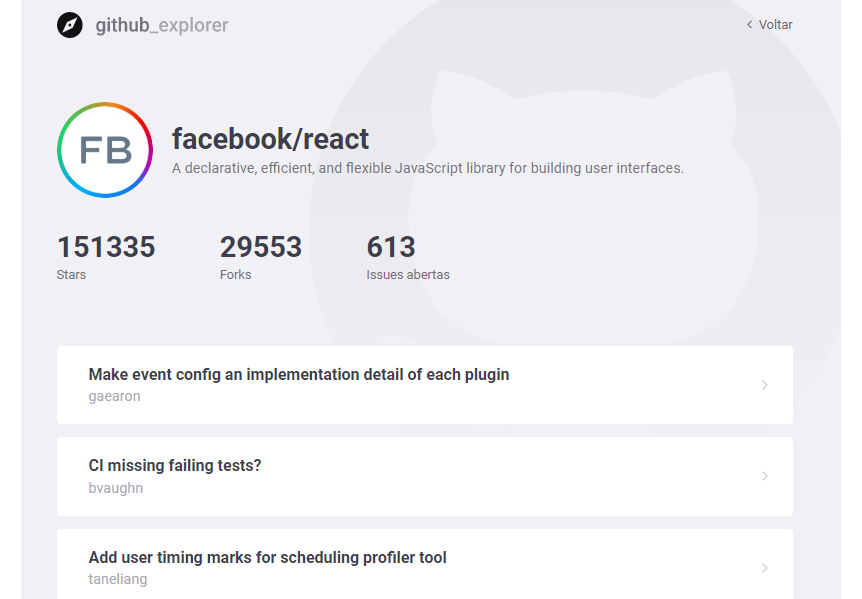 github_explorer
Voltar
FB
facebook/react
A declarative, efficient, and flexible JavaScript library for building user interfaces.
151335 29553 613
Stars Forks Issues abertas
Make event config an implementation detail of each plugin
gaearon
CI missing failing tests?
bvaughn
Add user timing marks for scheduling profiler tool
taneliang